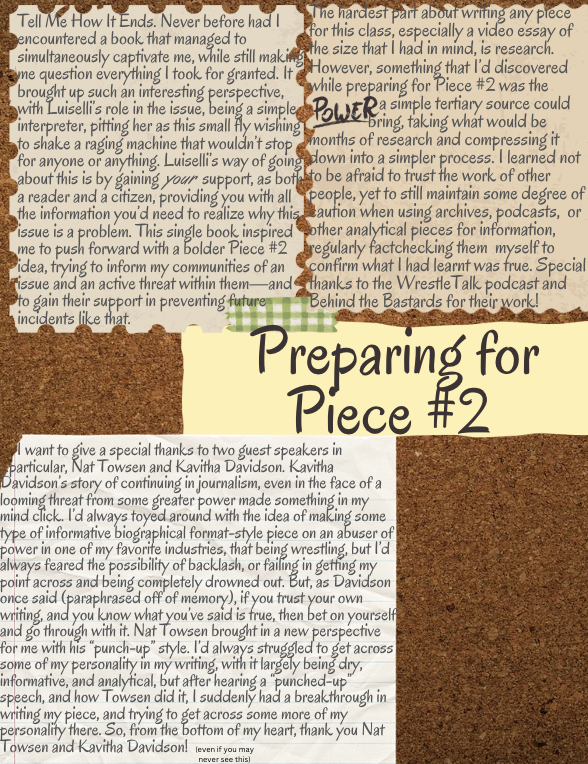 Tell Me How It Ends. Never before had I
encountered a book that managed to
simultaneously captivate me, while still making
me question everything I took for granted. It
brought up such an interesting perspective,
with Luiselli's role in the issue, being a simple
interpreter, pitting her as this small fly wishing
to shake a raging machine that wouldn't stop
for anyone or anything. Luiselli's way of going
about this is by gaining your support, as both
a reader and a citizen, providing you with all
the information you'd need to realize why this
issue is a problem. This single book inspired
me to push forward with a bolder Piece #2
idea, trying to inform my communities of an
issue and an active threat within them—and
to gain their support in preventing future
incidents like that.
The hardest part about writing any piece
for this class, especially a video essay of
the size that I had in mind, is research.
However, something that I'd discovered
while preparing for Piece #2 was the
POWER a simple tertiary source could
bring, taking what would be
months of research and compressing it
down into a simpler process. I learned not
to be afraid to trust the work of other
people, yet to still maintain some degree of
caution when using archives, podcasts, or
other analytical pieces for information,
regularly factchecking them myself to
confirm what I had learnt was true. Special
thanks to the WrestleTalk podcast and
Behind the Bastards for their work!
Preparing for
Piece #2
I want to give a special thanks to two guest speakers in
particular, Nat Towsen and Kavitha Davidson. Kavitha
Davidson's story of continuing in journalism, even in the face of a
looming threat from some greater power made something in my
mind click. I'd always toyed around with the idea of making some
type of informative biographical format-style piece on an abuser of
power in one of my favorite industries, that being wrestling, but I'd
always feared the possibility of backlash, or failing in getting my
point across and being completely drowned out. But, as Davidson
once said (paraphrased off of memory), if you trust your own
writing, and you know what you've said is true, then bet on yourself
and go through with it. Nat Towsen brought in a new perspective
for me with his "punch-up" style. I'd always struggled to get across
some of my personality in my writing, with it largely being dry,
informative, and analytical, but after hearing a "punched-up"
speech, and how Towsen did it, I suddenly had a breakthrough in
writing my piece, and trying to get across some more of my
personality there. So, from the bottom of my heart, thank you Nat
Towsen and Kavitha Davidson! (even if you may
never see this)